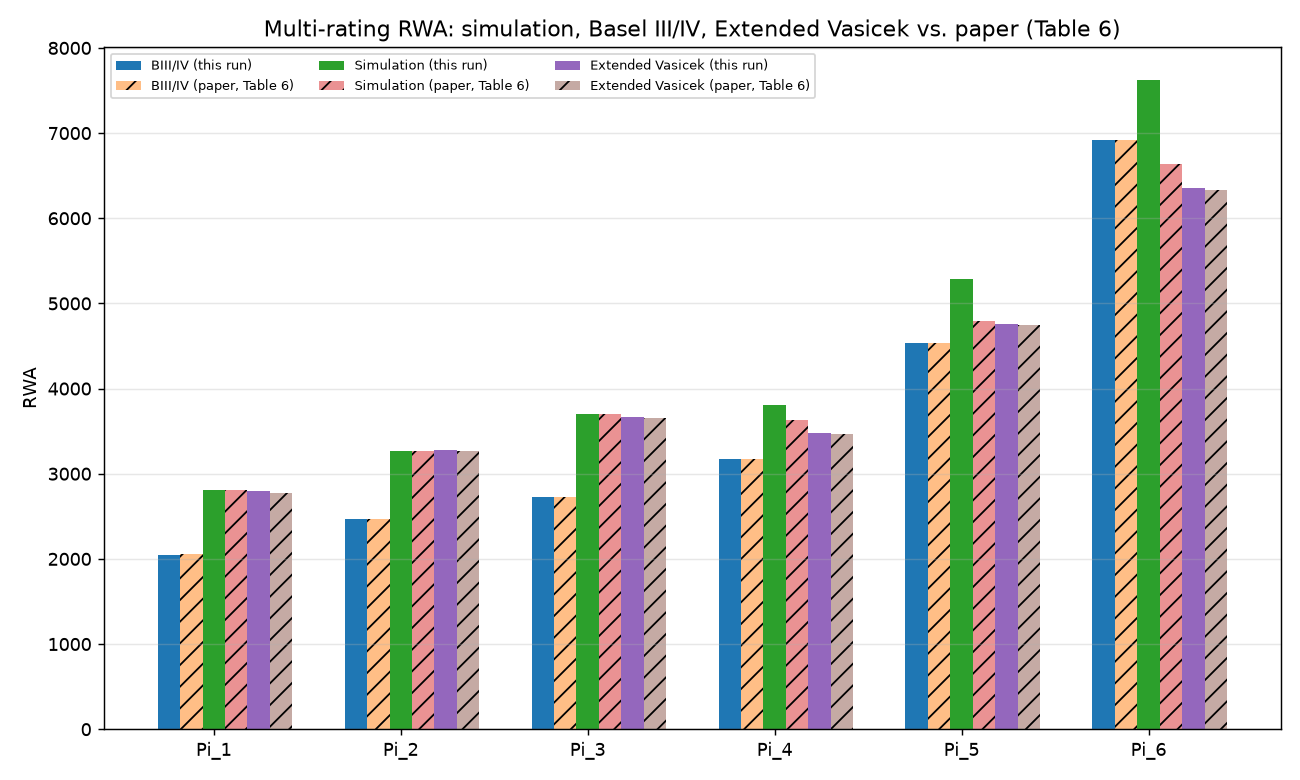 Multi-rating RWA: simulation, Basel III/IV, Extended Vasicek vs. paper (Table 6)
BIII/IV (this run)
BIII/IV (paper, Table 6)
Simulation (this run)
Simulation (paper, Table 6)
Extended Vasicek (this run)
Extended Vasicek (paper, Table 6)
RWA
8000
7000
6000
5000
4000
3000
2000
1000
0
Pi_1 Pi_2 Pi_3 Pi_4 Pi_5 Pi_6